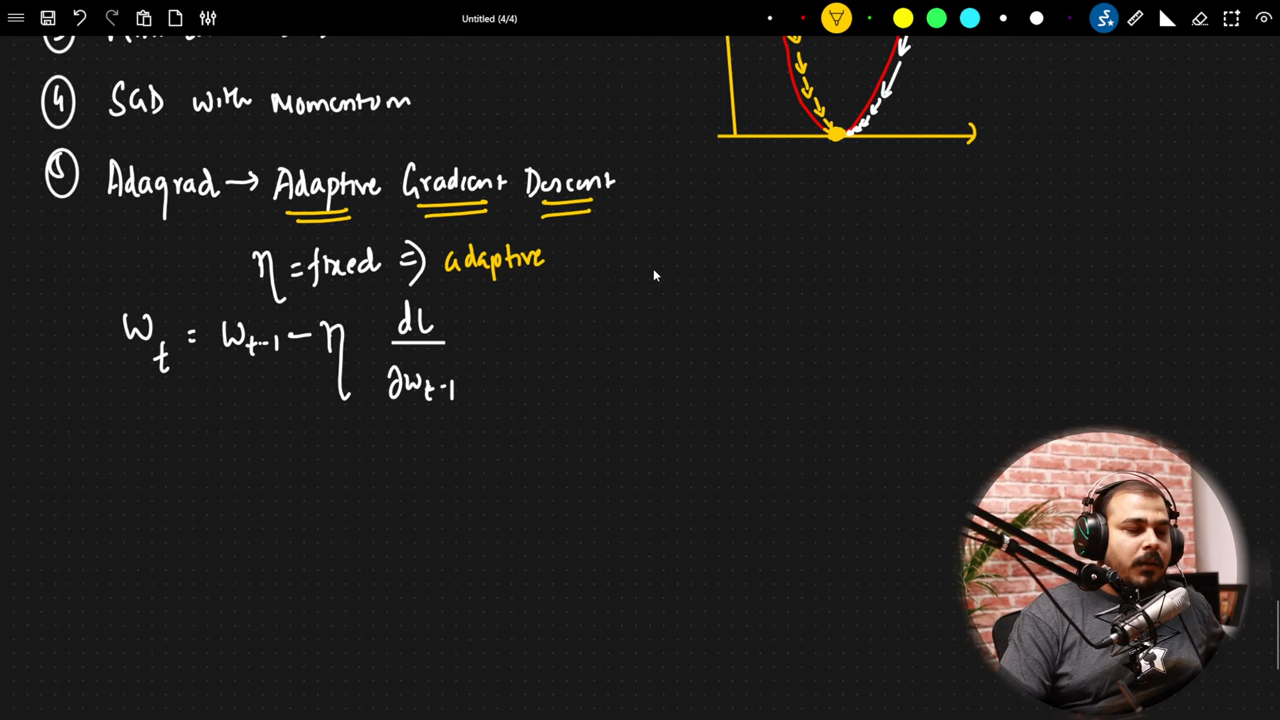 Untitled (4/4)
④ SGD with Momentum
⑤ Adagrad → Adaptive Gradient Descent
η = fixed => adaptive
W_t = W_t-1 - η dL / ∂W_t-1